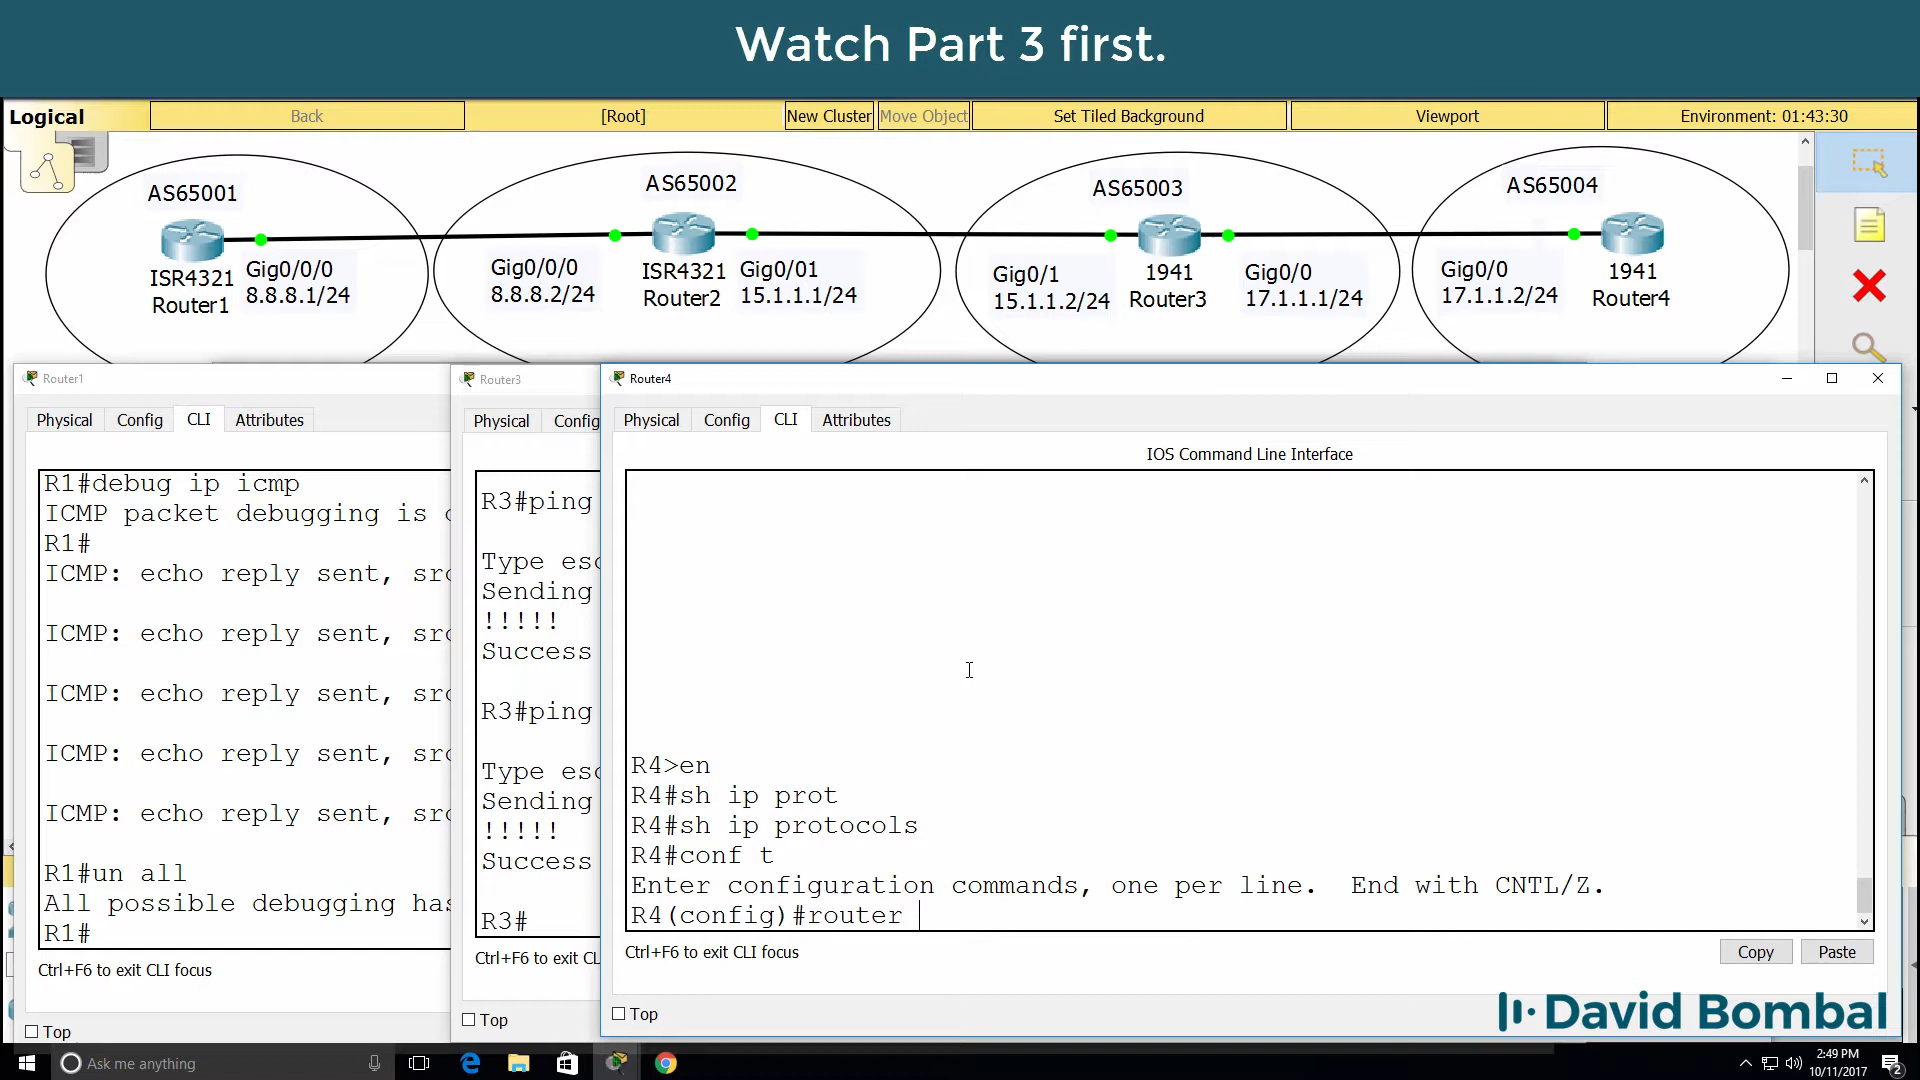 Watch Part 3 first.
Logical
Back
[Root]
New Cluster
Move Object
Set Tiled Background
Viewport
Environment: 01:43:30
AS65001
AS65002
AS65003
AS65004
ISR4321
Router1
Gig0/0/0
8.8.8.1/24
Gig0/0/0
8.8.8.2/24
ISR4321
Router2
Gig0/01
15.1.1.1/24
Gig0/1
15.1.1.2/24
1941
Router3
Gig0/0
17.1.1.1/24
Gig0/0
17.1.1.2/24
1941
Router4
Router1
Physical
Config
CLI
Attributes
R1#debug ip icmp
ICMP packet debugging is
R1#
ICMP: echo reply sent,
ICMP: echo reply sent,
ICMP: echo reply sent,
ICMP: echo reply sent,
ICMP: echo reply sent,
R1#un all
All possible debugging
R1#
Ctrl+F6 to exit CLI focus
Top
Router3
Physical
Config
R3#ping
Type
Sending
!!!!!
Success
R3#ping
Type
Sending
!!!!!
Success
R3#
Ctrl+F6 to exit
Top
Router4
Physical
Config
CLI
Attributes
IOS Command Line Interface
R4>en
R4#sh ip prot
R4#sh ip protocols
R4#conf t
Enter configuration commands, one per line.  End with CNTL/Z.
R4(config)#router
Ctrl+F6 to exit CLI focus
Copy
Paste
Top
David Bombal
Ask me anything
2:49 PM
10/11/2017
2